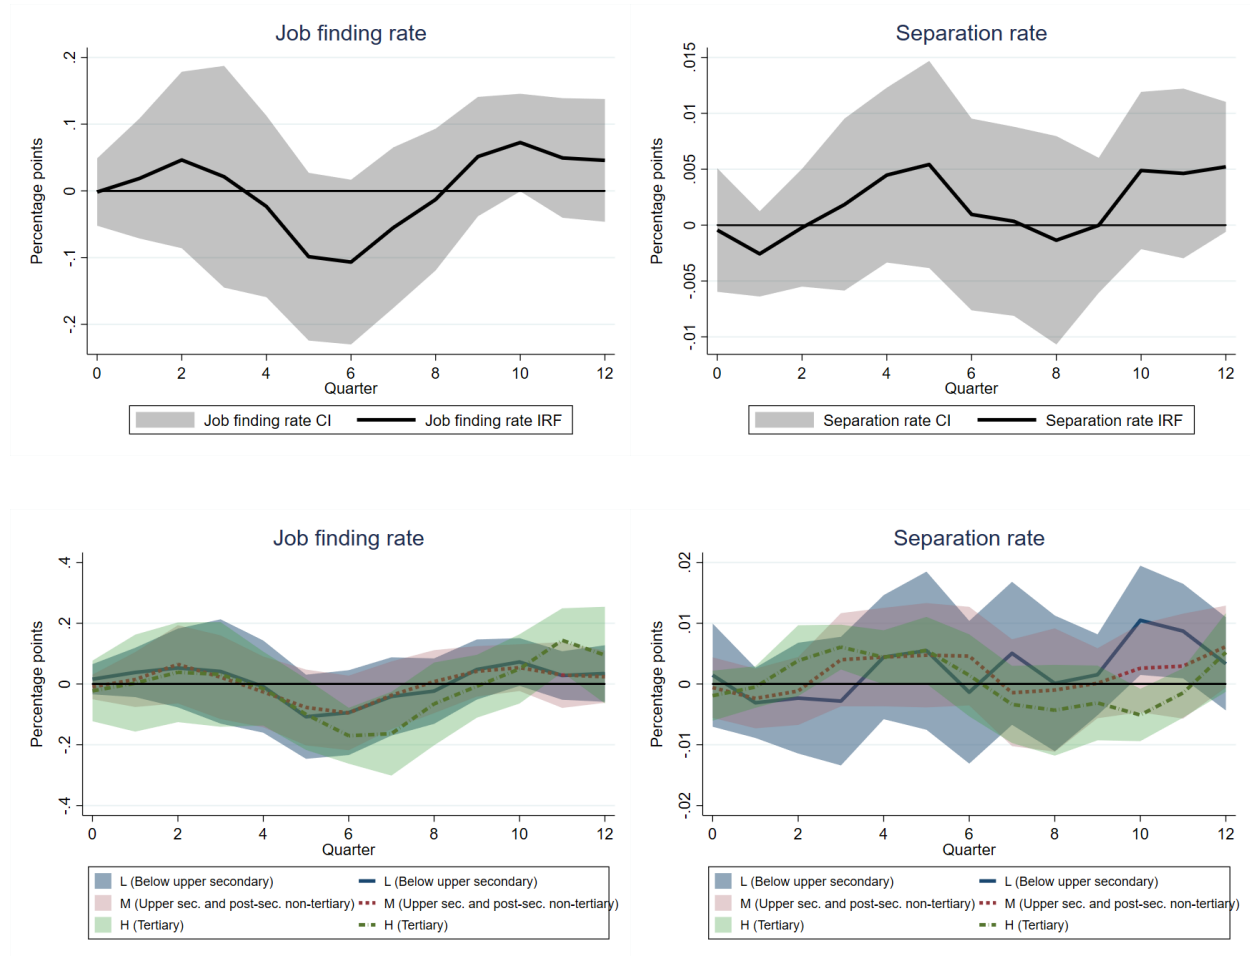 Job finding rate
Percentage points
.2
.1
0
-.1
-.2
0 2 4 6 8 10 12
Quarter
Job finding rate CI Job finding rate IRF
Separation rate
Percentage points
.015
.01
.005
0
-.005
-.01
0 2 4 6 8 10 12
Quarter
Separation rate CI Separation rate IRF
Job finding rate
Percentage points
.4
.2
0
-.2
-.4
0 2 4 6 8 10 12
Quarter
L (Below upper secondary) L (Below upper secondary)
M (Upper sec. and post-sec. non-tertiary) M (Upper sec. and post-sec. non-tertiary)
H (Tertiary) H (Tertiary)
Separation rate
Percentage points
.02
.01
0
-.01
-.02
0 2 4 6 8 10 12
Quarter
L (Below upper secondary) L (Below upper secondary)
M (Upper sec. and post-sec. non-tertiary) M (Upper sec. and post-sec. non-tertiary)
H (Tertiary) H (Tertiary)